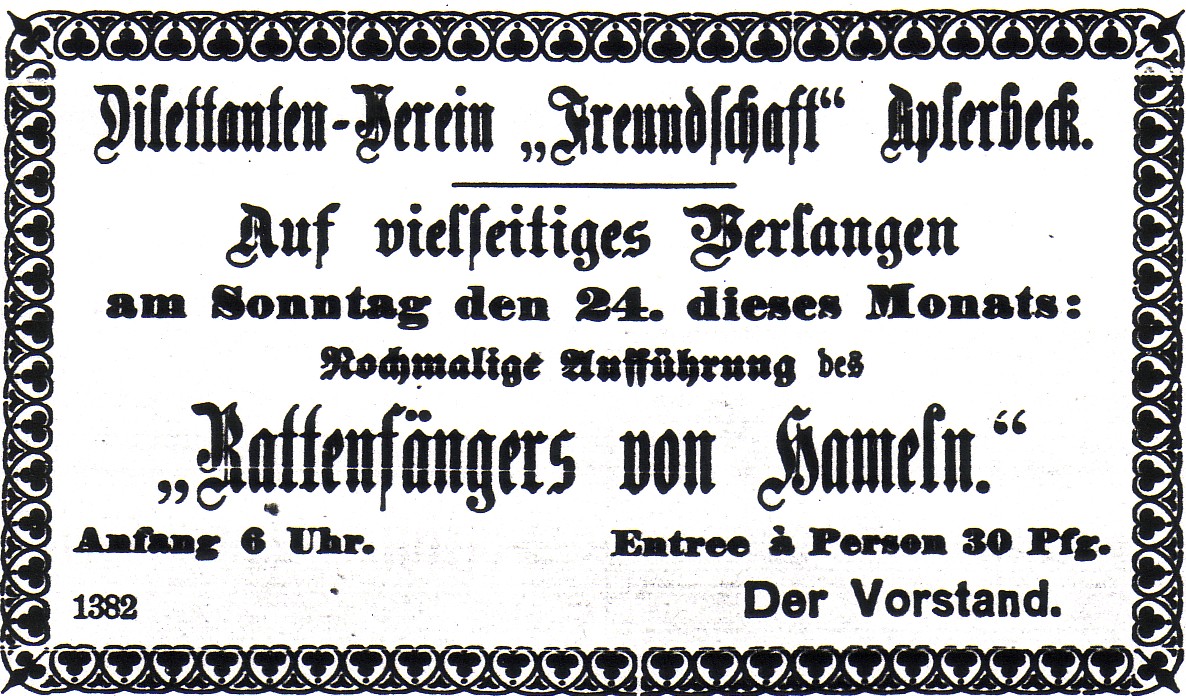 Dilettanten-Verein „Freundschaft“ Aplerbeck.
Auf vielseitiges Verlangen
am Sonntag den 24. dieses Monats:
Nochmalige Aufführung des
„Rattenfängers von Hameln.“
Anfang 6 Uhr. Entree à Person 30 Pfg.
1382 Der Vorstand.